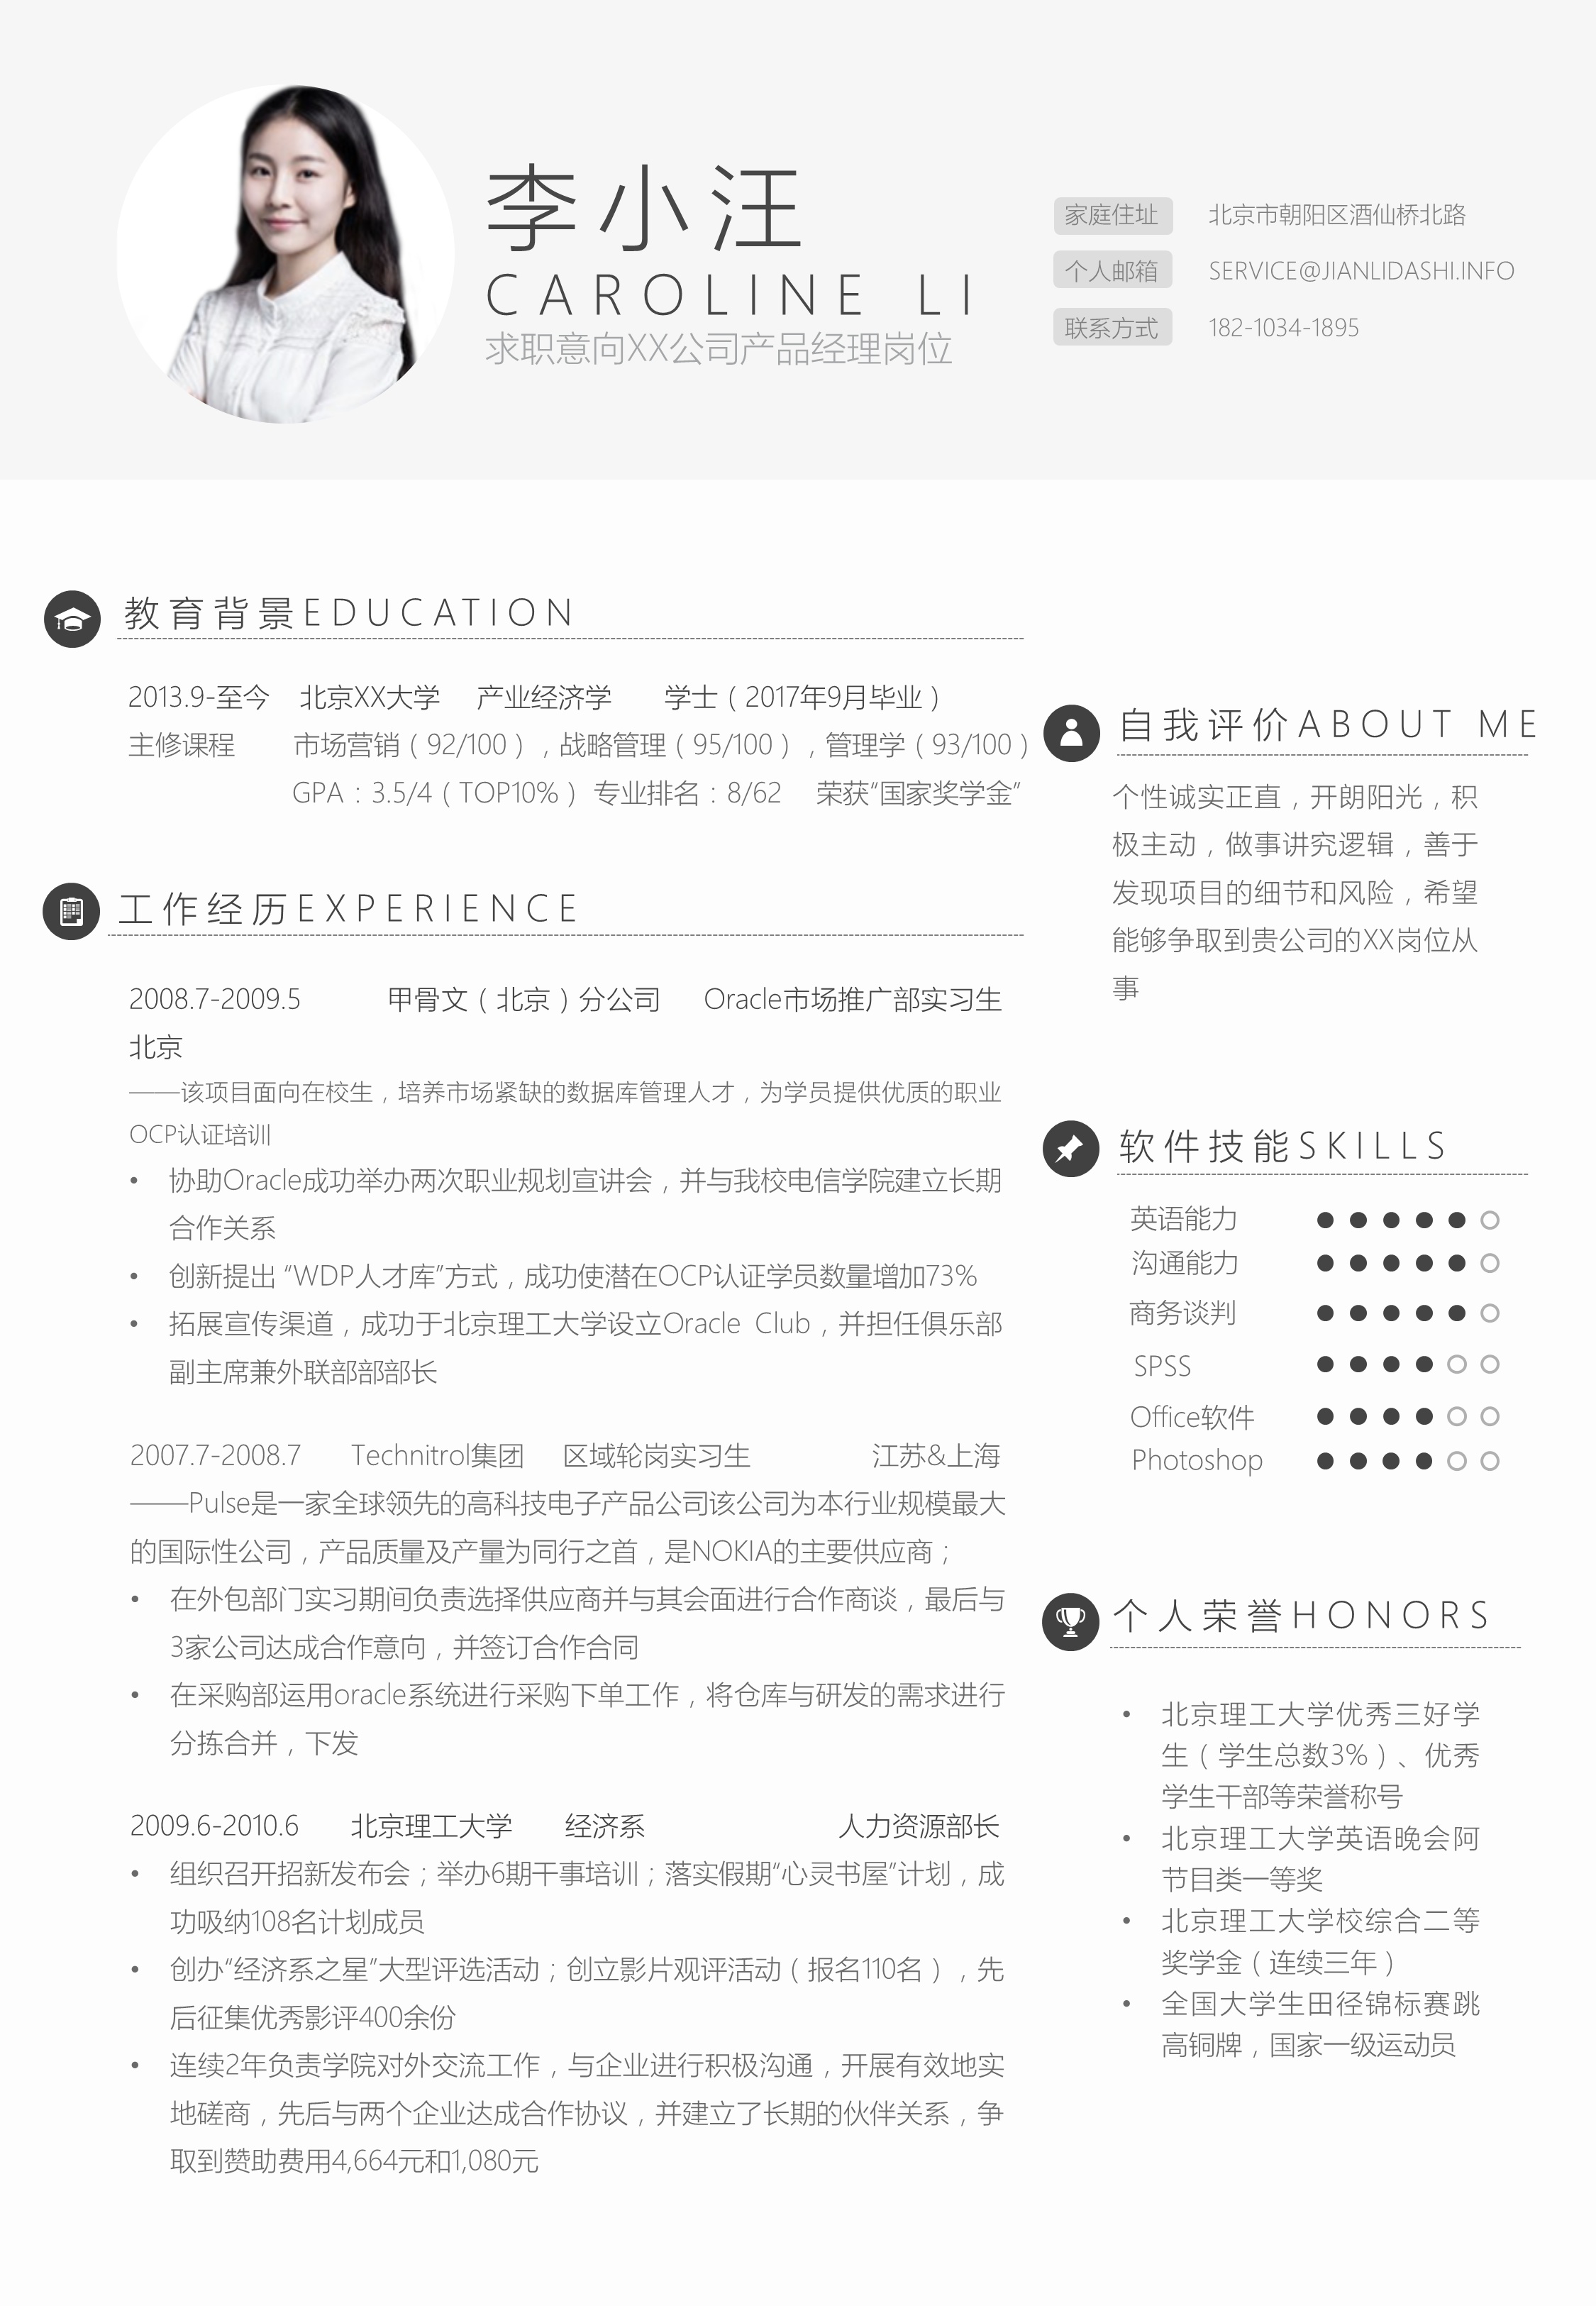 李小汪
CAROLINE LI
求职意向XX公司产品经理岗位
家庭住址 北京市朝阳区酒仙桥北路
个人邮箱 SERVICE@JIANLIDASHI.INFO
联系方式 182-1034-1895
教育背景EDUCATION
2013.9-至今 北京XX大学 产业经济学 学士（2017年9月毕业）
主修课程 市场营销（92/100），战略管理（95/100），管理学（93/100）
GPA：3.5/4（TOP10%） 专业排名：8/62 荣获“国家奖学金”
工作经历EXPERIENCE
2008.7-2009.5 甲骨文（北京）分公司 Oracle市场推广部实习生
北京
——该项目面向在校生，培养市场紧缺的数据库管理人才，为学员提供优质的职业
OCP认证培训
• 协助Oracle成功举办两次职业规划宣讲会，并与我校电信学院建立长期
合作关系
• 创新提出 “WDP人才库”方式，成功使潜在OCP认证学员数量增加73%
• 拓展宣传渠道，成功于北京理工大学设立Oracle Club，并担任俱乐部
副主席兼外联部部部长
2007.7-2008.7 Technitrol集团 区域轮岗实习生 江苏&上海
——Pulse是一家全球领先的高科技电子产品公司该公司为本行业规模最大
的国际性公司，产品质量及产量为同行之首，是NOKIA的主要供应商；
• 在外包部门实习期间负责选择供应商并与其会面进行合作商谈，最后与
3家公司达成合作意向，并签订合作合同
• 在采购部运用oracle系统进行采购下单工作，将仓库与研发的需求进行
分拣合并，下发
2009.6-2010.6 北京理工大学 经济系 人力资源部长
• 组织召开招新发布会；举办6期干事培训；落实假期“心灵书屋”计划，成
功吸纳108名计划成员
• 创办“经济系之星”大型评选活动；创立影片观评活动（报名110名），先
后征集优秀影评400余份
• 连续2年负责学院对外交流工作，与企业进行积极沟通，开展有效地实
地磋商，先后与两个企业达成合作协议，并建立了长期的伙伴关系，争
取到赞助费用4,664元和1,080元
自我评价ABOUT ME
个性诚实正直，开朗阳光，积
极主动，做事讲究逻辑，善于
发现项目的细节和风险，希望
能够争取到贵公司的XX岗位从
事
软件技能SKILLS
英语能力
沟通能力
商务谈判
SPSS
Office软件
Photoshop
个人荣誉HONORS
• 北京理工大学优秀三好学
生（学生总数3%）、优秀
学生干部等荣誉称号
• 北京理工大学英语晚会阿
节目类一等奖
• 北京理工大学校综合二等
奖学金（连续三年）
• 全国大学生田径锦标赛跳
高铜牌，国家一级运动员